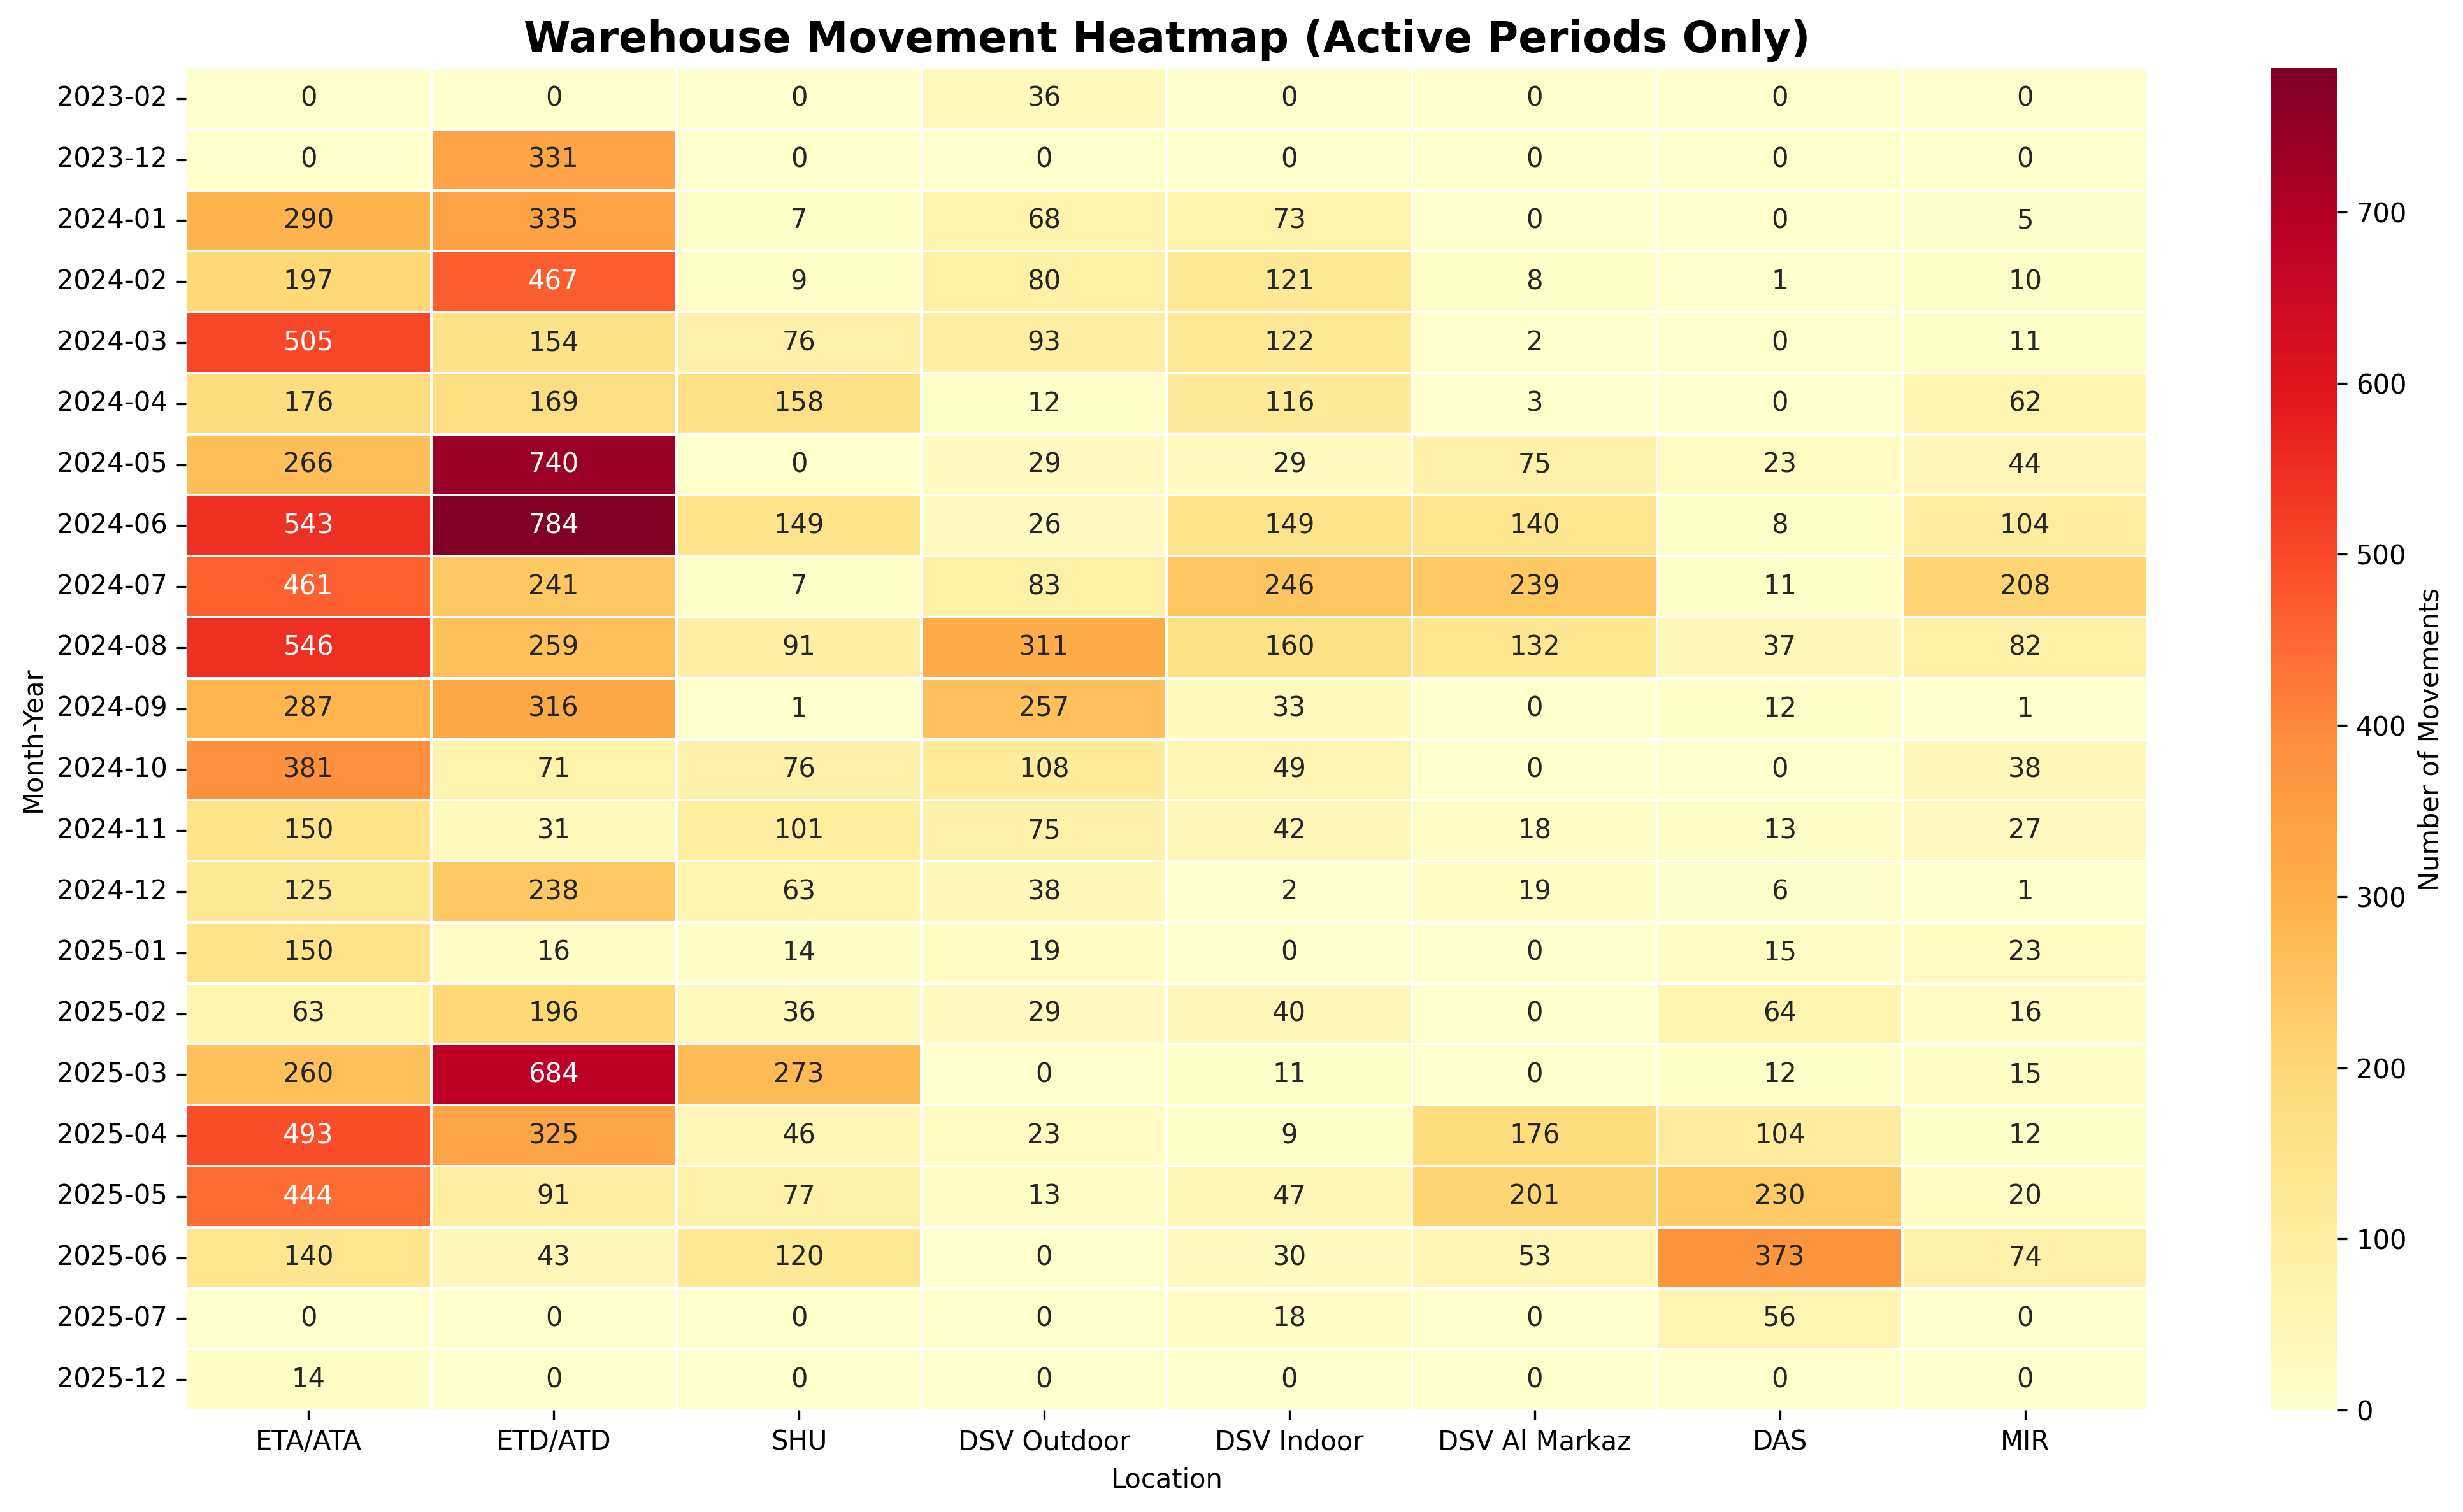 Warehouse Movement Heatmap (Active Periods Only)
2023-02 0 0 0 36 0 0 0 0
2023-12 0 331 0 0 0 0 0 0
2024-01 290 335 7 68 73 0 0 5
2024-02 197 467 9 80 121 8 1 10
2024-03 505 154 76 93 122 2 0 11
2024-04 176 169 158 12 116 3 0 62
2024-05 266 740 0 29 29 75 23 44
2024-06 543 784 149 26 149 140 8 104
2024-07 461 241 7 83 246 239 11 208
2024-08 546 259 91 311 160 132 37 82
2024-09 287 316 1 257 33 0 12 1
2024-10 381 71 76 108 49 0 0 38
2024-11 150 31 101 75 42 18 13 27
2024-12 125 238 63 38 2 19 6 1
2025-01 150 16 14 19 0 0 15 23
2025-02 63 196 36 29 40 0 64 16
2025-03 260 684 273 0 11 0 12 15
2025-04 493 325 46 23 9 176 104 12
2025-05 444 91 77 13 47 201 230 20
2025-06 140 43 120 0 30 53 373 74
2025-07 0 0 0 0 18 0 56 0
2025-12 14 0 0 0 0 0 0 0
ETA/ATA ETD/ATD SHU DSV Outdoor DSV Indoor DSV Al Markaz DAS MIR
Location
Month-Year
700
600
500
400
300
200
100
0
Number of Movements